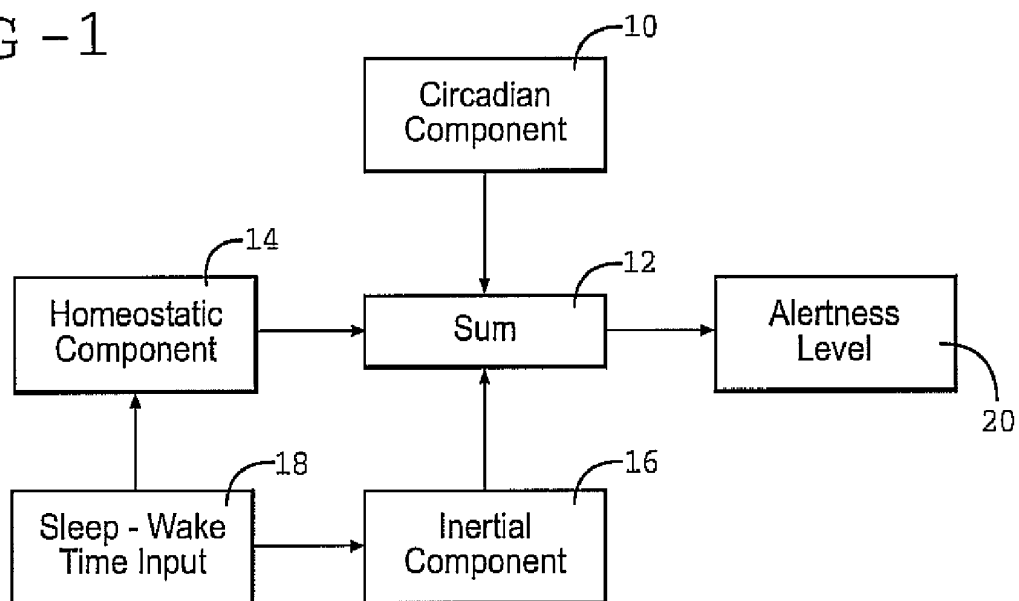 G -1
10
Circadian
Component
14
12
Homeostatic
Component
Sum
Alertness
Level
20
18
16
Sleep - Wake
Time Input
Inertial
Component